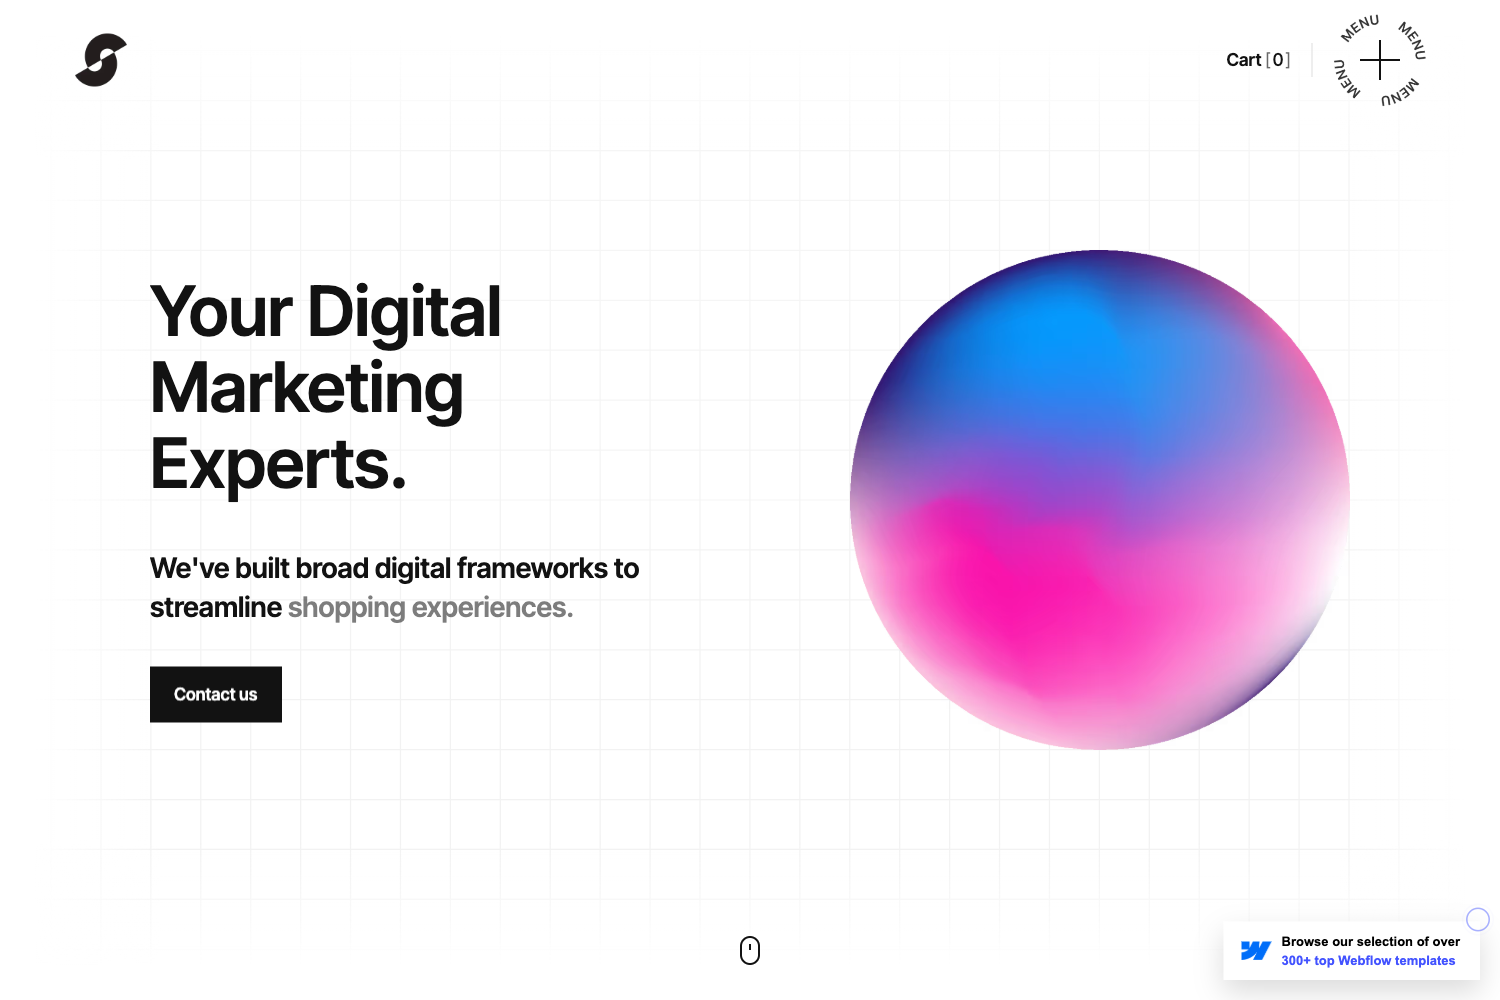 Cart [0]
MENU MENU MENU MENU
Your Digital
Marketing
Experts.
We've built broad digital frameworks to
streamline shopping experiences.
Contact us
Browse our selection of over
300+ top Webflow templates